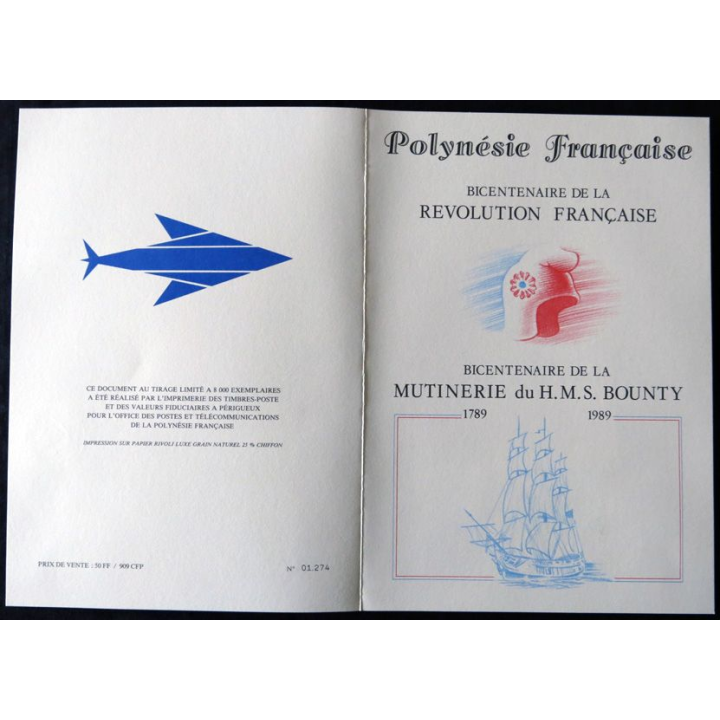 CE DOCUMENT AU TIRAGE LIMITÉ A 8 000 EXEMPLAIRES
A ÉTÉ RÉALISÉ PAR L'IMPRIMERIE DES TIMBRES-POSTE
ET DES VALEURS FIDUCIAIRES A PÉRIGUEUX
POUR L'OFFICE DES POSTES ET TÉLÉCOMMUNICATIONS
DE LA POLYNÉSIE FRANÇAISE
IMPRESSION SUR PAPIER RIVOLI LUXE GRAIN NATUREL 25 % CHIFFON
PRIX DE VENTE : 50 FF / 909 CFP
N° 01.274
Polynésie Française
BICENTENAIRE DE LA
REVOLUTION FRANÇAISE
BICENTENAIRE DE LA
MUTINERIE du H.M.S. BOUNTY
1789 1989